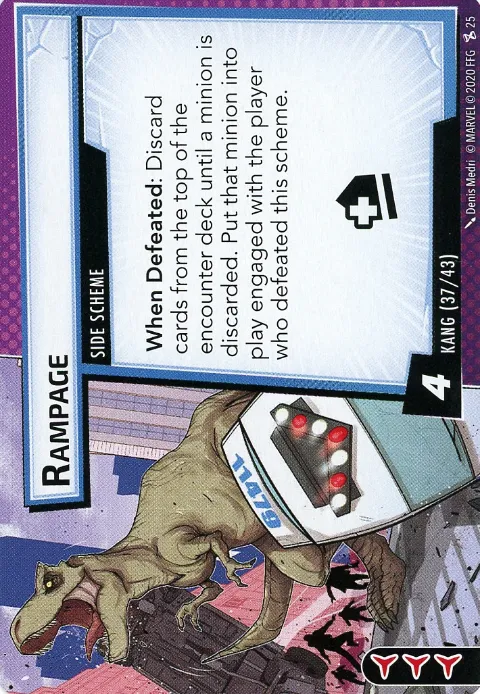 RAMPAGE
SIDE SCHEME
When Defeated: Discard
cards from the top of the
encounter deck until a minion is
discarded. Put that minion into
play engaged with the player
who defeated this scheme.
4
KANG (37/43)
Denis Medri © MARVEL © 2020 FFG 25
11479